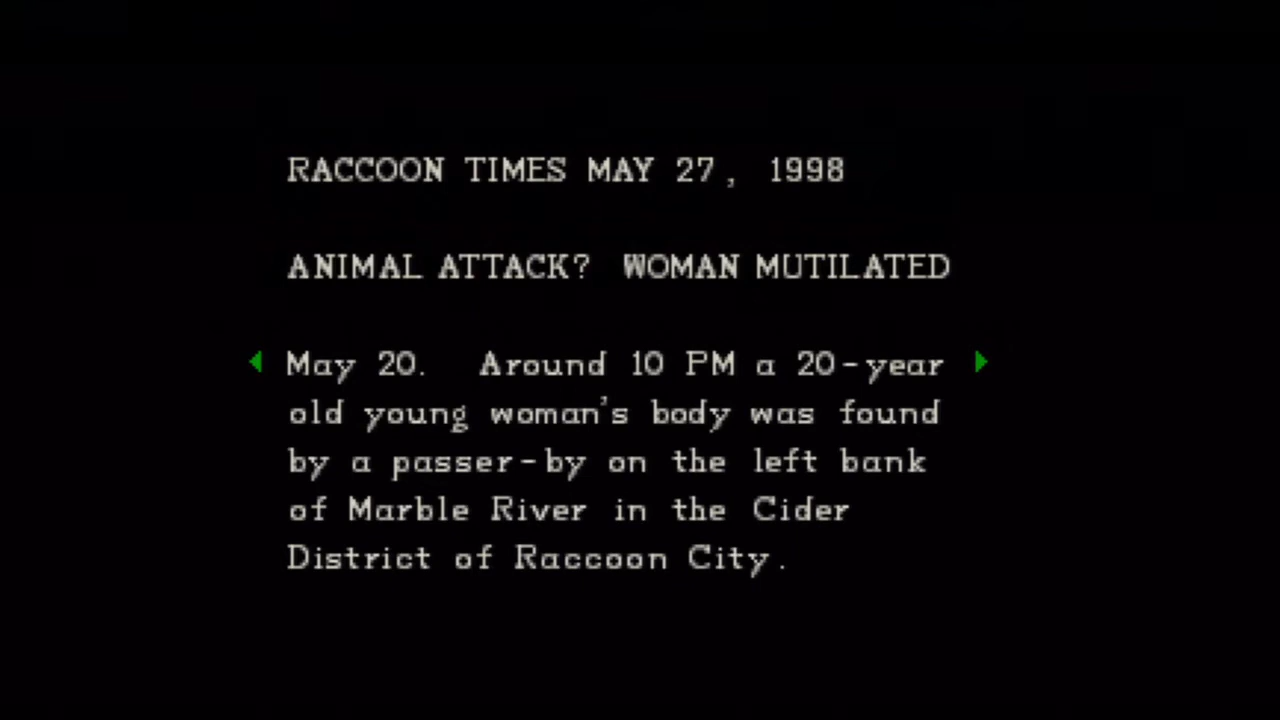 RACCOON TIMES MAY 27, 1998
ANIMAL ATTACK? WOMAN MUTILATED
May 20. Around 10 PM a 20-year
old young woman's body was found
by a passer-by on the left bank
of Marble River in the Cider
District of Raccoon City.